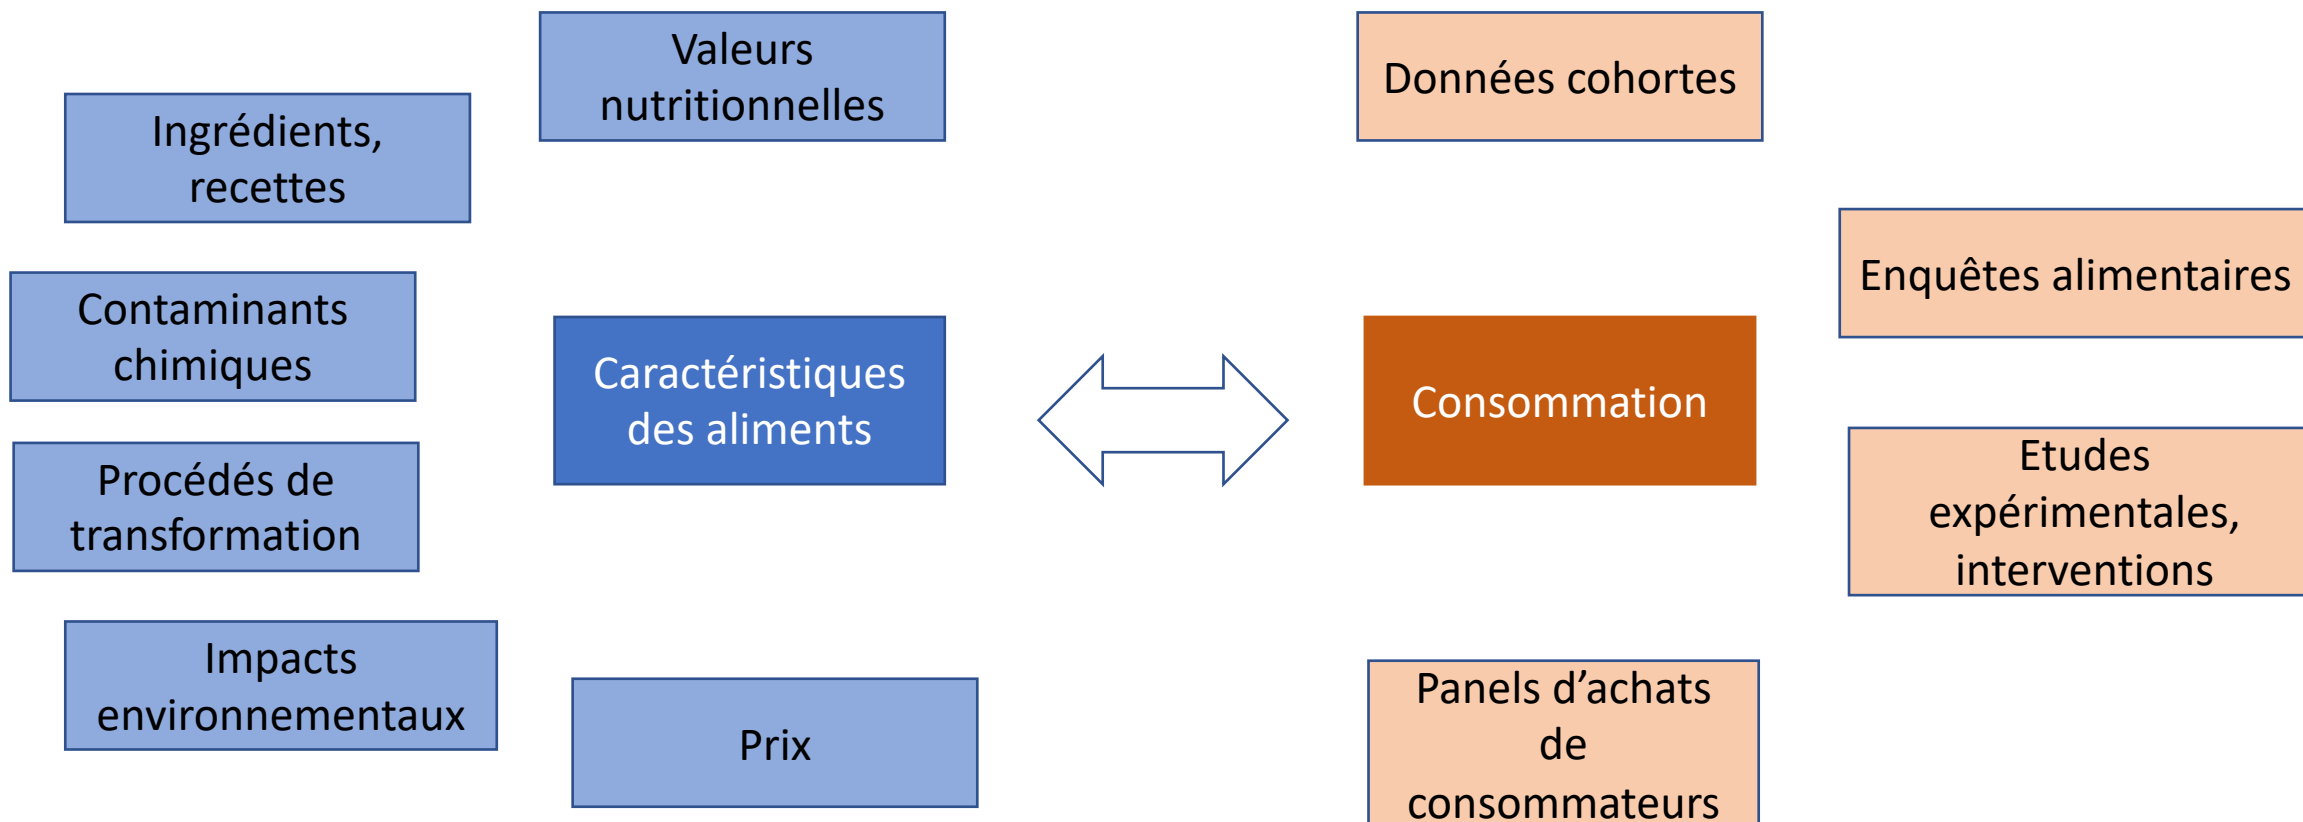 Valeurs
nutritionnelles
Données cohortes
Ingrédients,
recettes
Enquêtes alimentaires
Contaminants
chimiques
Caractéristiques
des aliments
Consommation
Procédés de
transformation
Etudes
expérimentales,
interventions
Impacts
environnementaux
Prix
Panels d’achats
de
consommateurs